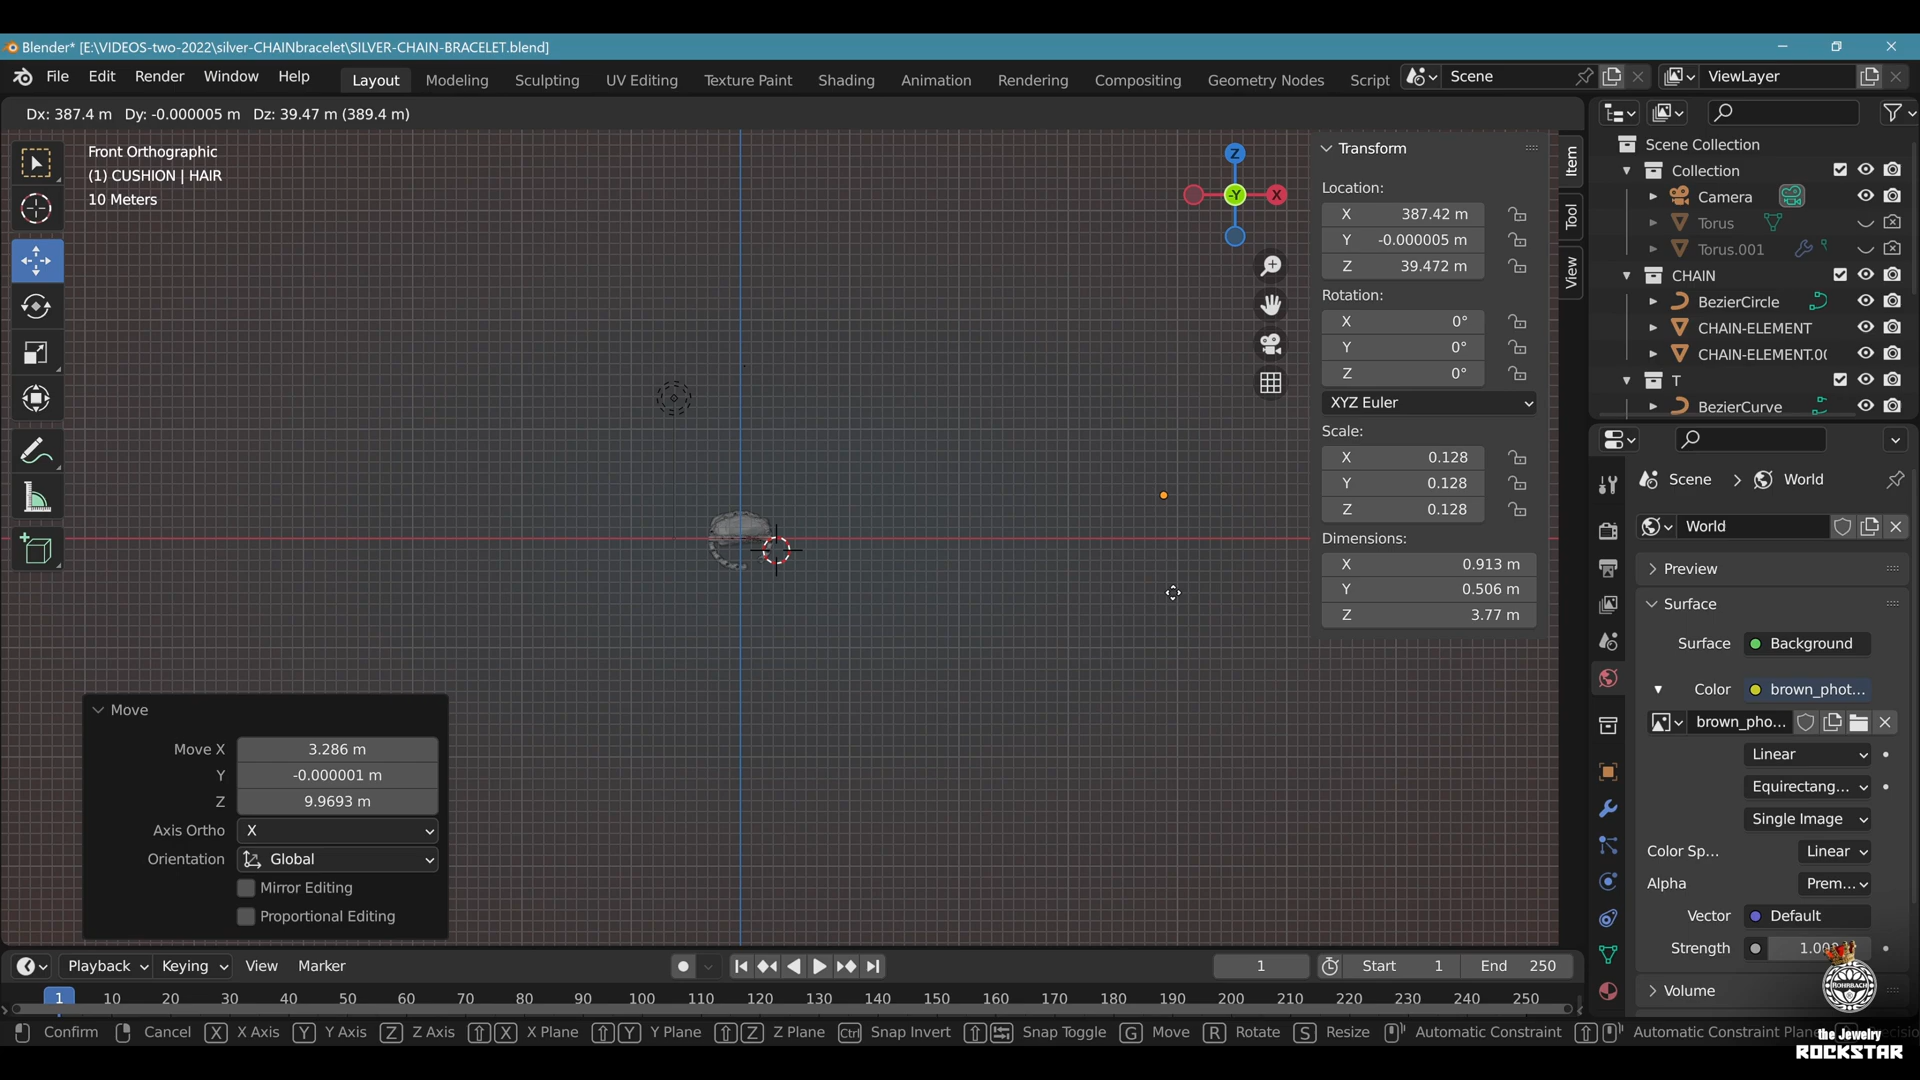 Blender* [E:\VIDEOS-two-2022\silver-CHAINbracelet\SILVER-CHAIN-BRACELET.blend]
File Edit Render Window Help Layout Modeling Sculpting UV Editing Texture Paint Shading Animation Rendering Compositing Geometry Nodes Script Scene ViewLayer
Dx: 387.4 m Dy: -0.000005 m Dz: 39.47 m (389.4 m)
Front Orthographic
(1) CUSHION | HAIR
10 Meters
Z
-Y
X
Transform
Location:
X 387.42 m
Y -0.000005 m
Z 39.472 m
Rotation:
X 0°
Y 0°
Z 0°
XYZ Euler
Scale:
X 0.128
Y 0.128
Z 0.128
Dimensions:
X 0.913 m
Y 0.506 m
Z 3.77 m
Item
Tool
View
Scene Collection
Collection
Camera
Torus
Torus.001
CHAIN
BezierCircle
CHAIN-ELEMENT
CHAIN-ELEMENT.00
T
BezierCurve
Scene > World
World
Preview
Surface
Surface Background
Color brown_phot...
brown_pho...
Linear
Equirectang...
Single Image
Color Sp... Linear
Alpha Prem...
Vector Default
Strength 1.00
Volume
Move
Move X 3.286 m
Y -0.000001 m
Z 9.9693 m
Axis Ortho X
Orientation Global
Mirror Editing
Proportional Editing
Playback Keying View Marker 1 Start 1 End 250
1 10 20 30 40 50 60 70 80 90 100 110 120 130 140 150 160 170 180 190 200 210 220 230 240 250
Confirm Cancel X X Axis Y Y Axis Z Z Axis X X Plane Y Y Plane Z Z Plane Ctrl Snap Invert Snap Toggle G Move R Rotate S Resize Automatic Constraint Automatic Constraint Plane
ROHRBACH
the Jewelry
ROCKSTAR